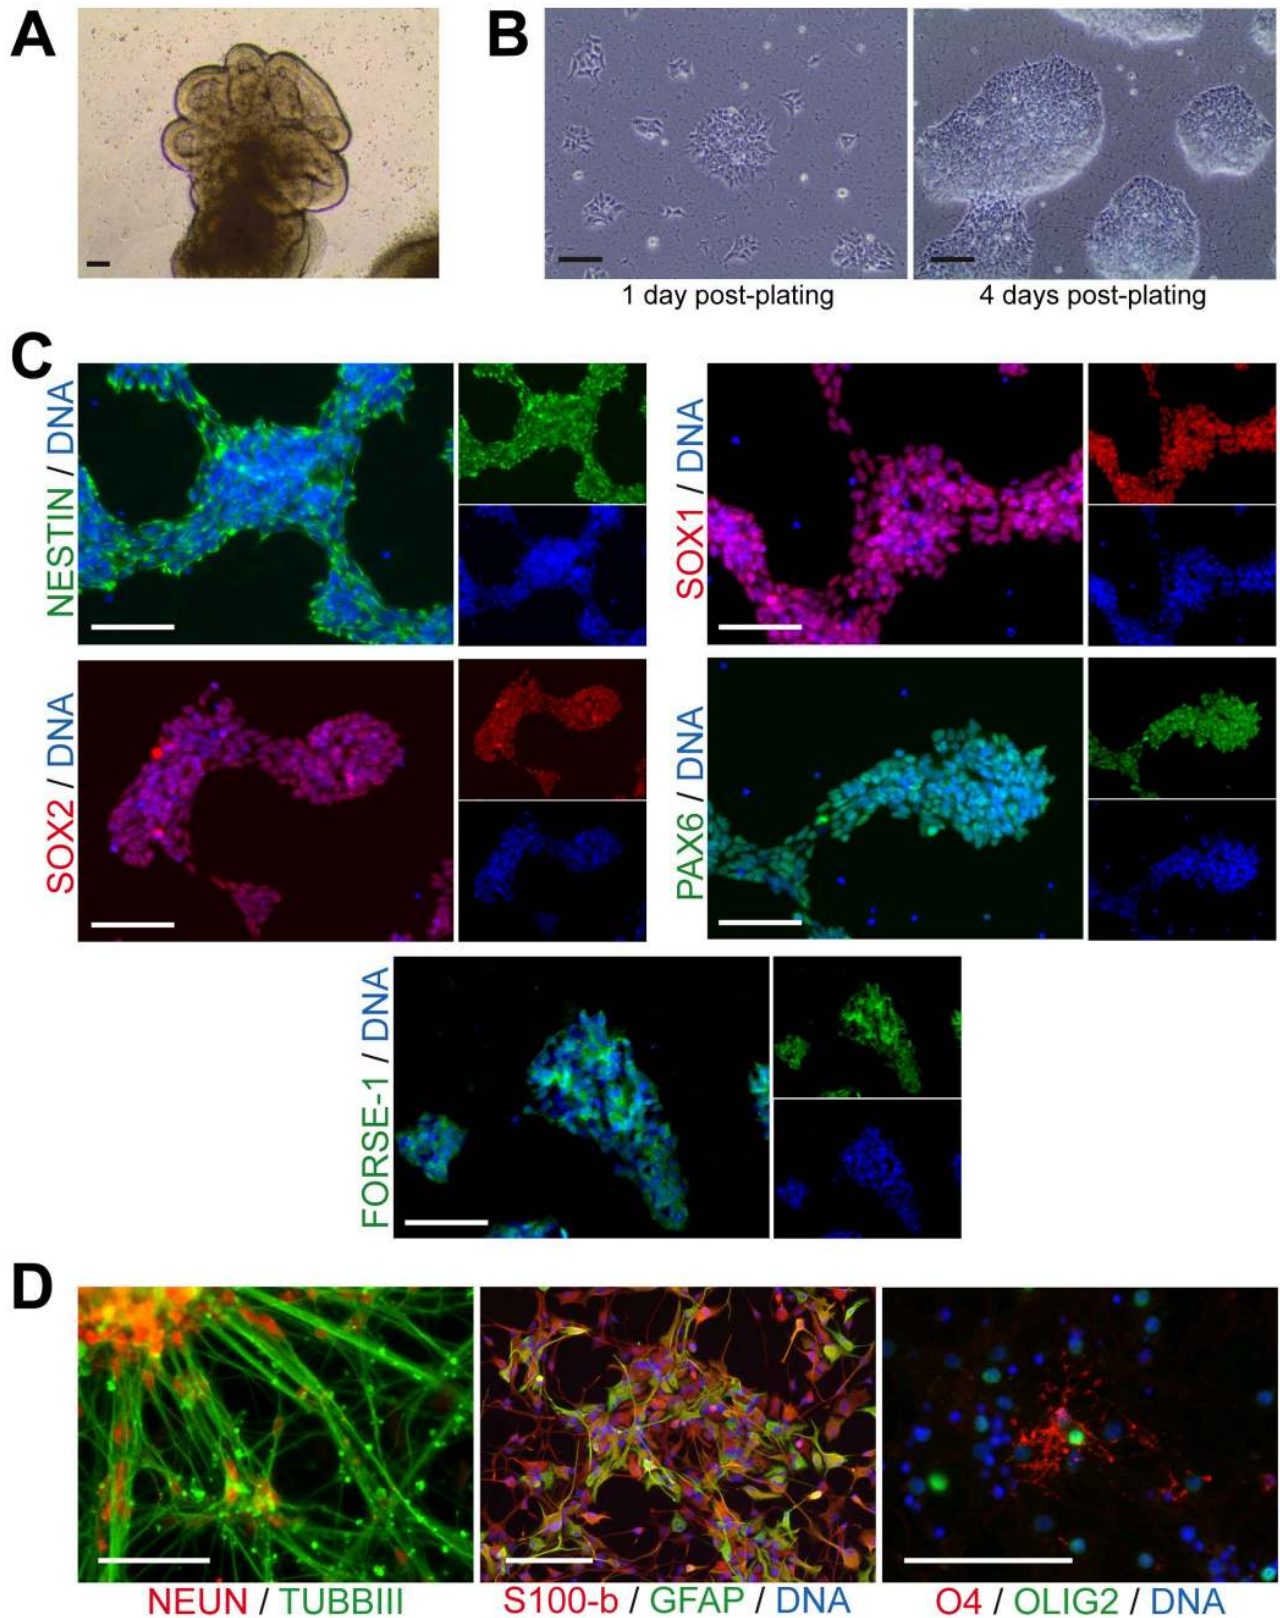 A
B
1 day post-plating
4 days post-plating
C
NESTIN / DNA
SOX1 / DNA
SOX2 / DNA
PAX6 / DNA
FORSE-1 / DNA
D
NEUN / TUBBIII
S100-b / GFAP / DNA
O4 / OLIG2 / DNA